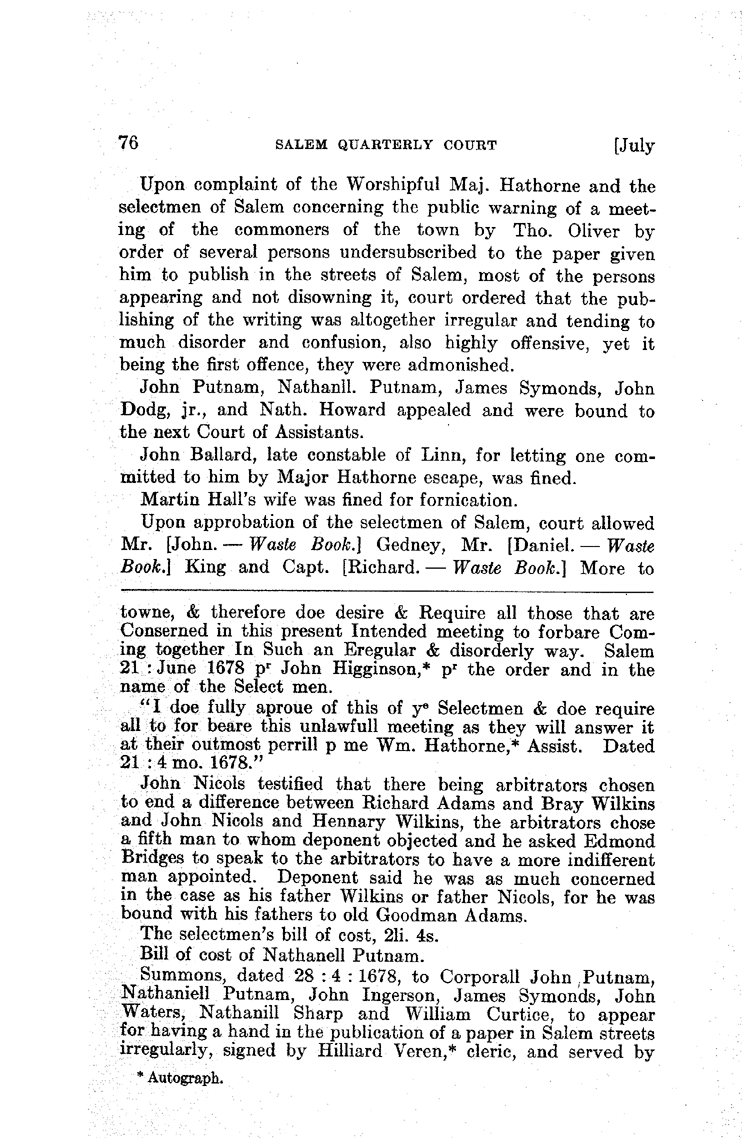 76 SALEM QUARTERLY COURT [July
Upon complaint of the Worshipful Maj. Hathorne and the
selectmen of Salem concerning the public warning of a meet-
ing of the commoners of the town by Tho. Oliver by
order of several persons undersubscribed to the paper given
him to publish in the streets of Salem, most of the persons
appearing and not disowning it, court ordered that the pub-
lishing of the writing was altogether irregular and tending to
much disorder and confusion, also highly offensive, yet it
being the first offence, they were admonished.
John Putnam, Nathanll. Putnam, James Symonds, John
Dodg, jr., and Nath. Howard appealed and were bound to
the next Court of Assistants.
John Ballard, late constable of Linn, for letting one com-
mitted to him by Major Hathorne escape, was fined.
Martin Hall's wife was fined for fornication.
Upon approbation of the selectmen of Salem, court allowed
Mr. [John. — Waste Book.] Gedney, Mr. [Daniel. — Waste
Book.] King and Capt. [Richard. — Waste Book.] More to
towne, & therefore doe desire & Require all those that are
Conserned in this present Intended meeting to forbare Com-
ing together In Such an Eregular & disorderly way. Salem
21 : June 1678 pʳ John Higginson,* pʳ the order and in the
name of the Select men.
"I doe fully aproue of this of yᵉ Selectmen & doe require
all to for beare this unlawfull meeting as they will answer it
at their outmost perrill p me Wm. Hathorne,* Assist. Dated
21 : 4 mo. 1678."
John Nicols testified that there being arbitrators chosen
to end a difference between Richard Adams and Bray Wilkins
and John Nicols and Hennary Wilkins, the arbitrators chose
a fifth man to whom deponent objected and he asked Edmond
Bridges to speak to the arbitrators to have a more indifferent
man appointed. Deponent said he was as much concerned
in the case as his father Wilkins or father Nicols, for he was
bound with his fathers to old Goodman Adams.
The selectmen's bill of cost, 2li. 4s.
Bill of cost of Nathanell Putnam.
Summons, dated 28 : 4 : 1678, to Corporall John Putnam,
Nathaniell Putnam, John Ingerson, James Symonds, John
Waters, Nathanill Sharp and William Curtice, to appear
for having a hand in the publication of a paper in Salem streets
irregularly, signed by Hilliard Veren,* cleric, and served by
* Autograph.